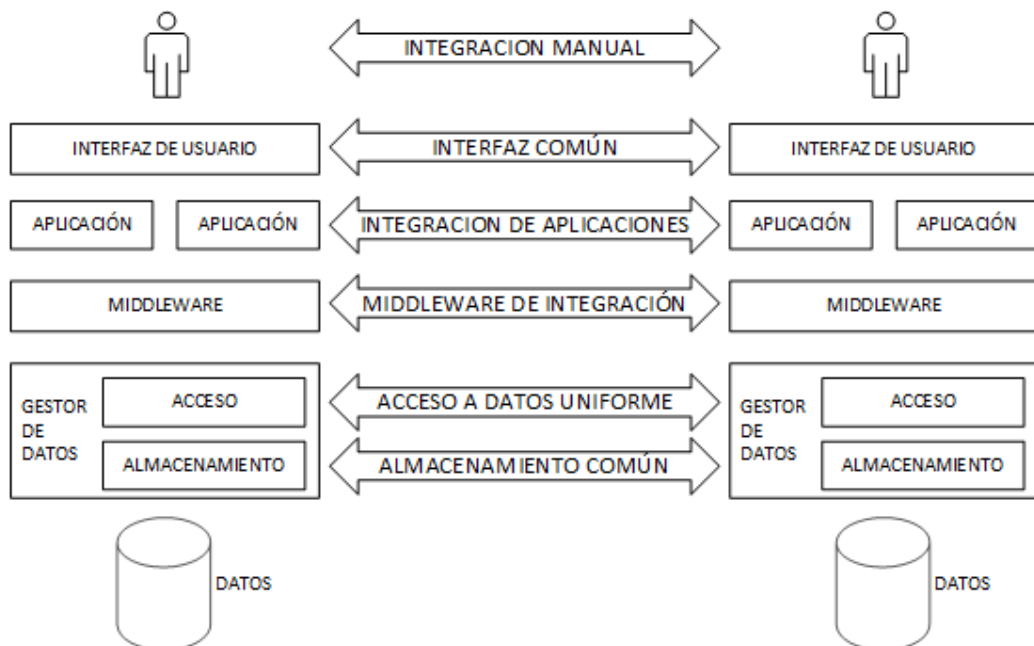 INTEGRACION MANUAL
INTERFAZ DE USUARIO
INTERFAZ COMÚN
INTERFAZ DE USUARIO
APLICACIÓN
APLICACIÓN
INTEGRACION DE APLICACIONES
APLICACIÓN
APLICACIÓN
MIDDLEWARE
MIDDLEWARE DE INTEGRACIÓN
MIDDLEWARE
GESTOR
DE
DATOS
ACCESO
ALMACENAMIENTO
ACCESO A DATOS UNIFORME
ALMACENAMIENTO COMÚN
GESTOR
DE
DATOS
ACCESO
ALMACENAMIENTO
DATOS
DATOS